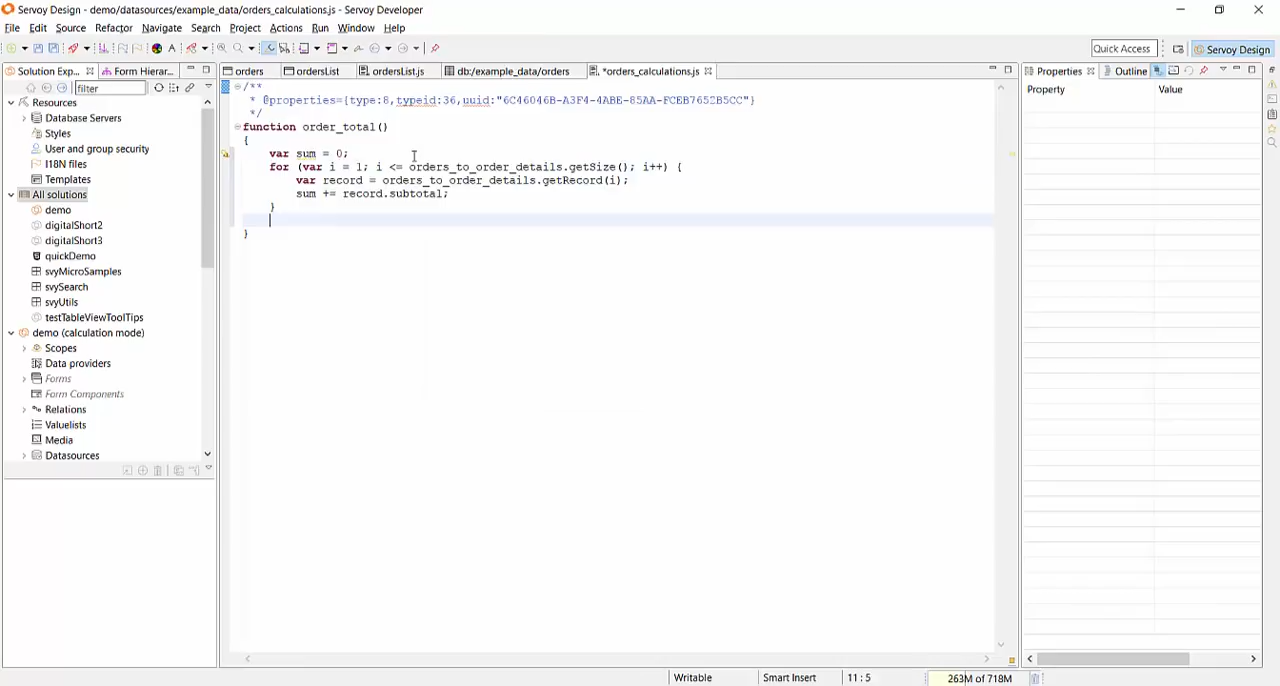 Servoy Design - demo/datasources/example_data/orders_calculations.js - Servoy Developer
File Edit Source Refactor Navigate Search Project Actions Run Window Help
Quick Access
Servoy Design
Solution Exp...
Form Hierar...
filter
Resources
Database Servers
Styles
User and group security
I18N files
Templates
All solutions
demo
digitalShort2
digitalShort3
quickDemo
svyMicroSamples
svySearch
svyUtils
testTableViewToolTips
demo (calculation mode)
Scopes
Data providers
Forms
Form Components
Relations
Valuelists
Media
Datasources
orders
ordersList
ordersList.js
db:/example_data/orders
*orders_calculations.js
/**
* @properties={type:8,typeid:36,uuid:"6C46046B-A3F4-4ABE-85AA-FCEB7652B5CC"}
*/
function order_total()
{
var sum = 0;
for (var i = 1; i <= orders_to_order_details.getSize(); i++) {
var record = orders_to_order_details.getRecord(i);
sum += record.subtotal;
}
}
Properties
Outline
Property Value
Writable
Smart Insert
11 : 5
263M of 718M